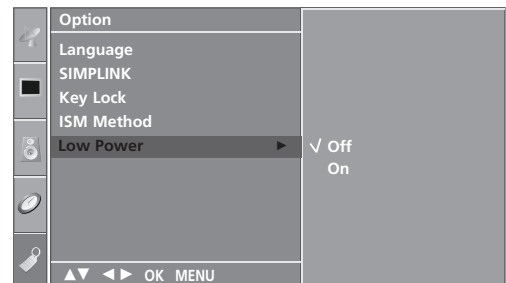 Option
Language
SIMPLINK
Key Lock
ISM Method
Low Power ►
√ Off
On
▲▼ ◄► OK MENU